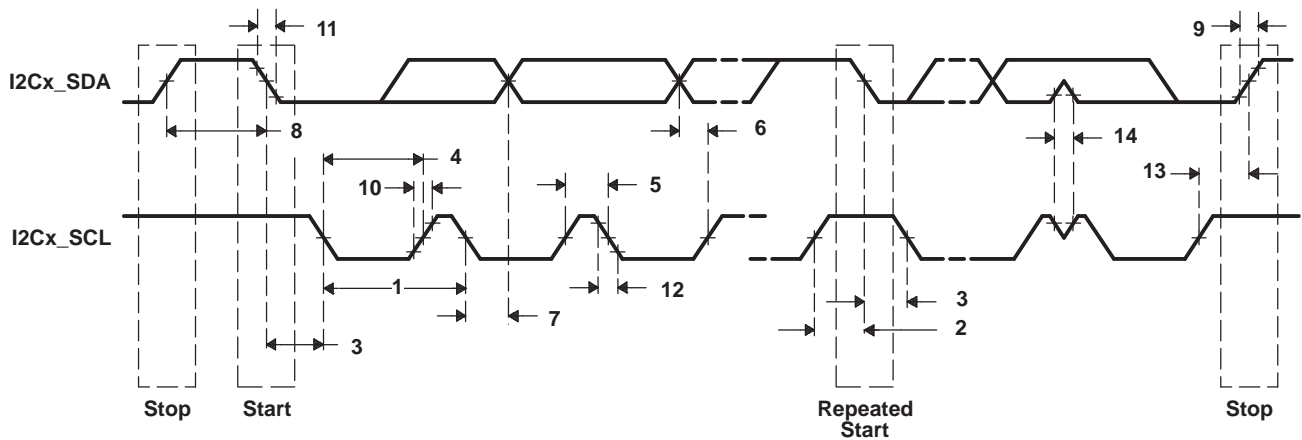 11
9
I2Cx_SDA
8
6
14
4
10
5
13
I2Cx_SCL
1
12
3
7
2
3
Stop
Start
Repeated
Start
Stop